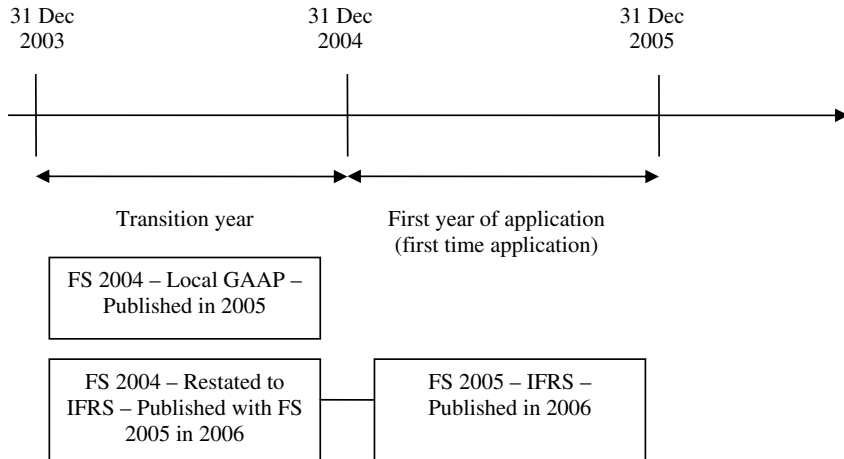 31 Dec
2003
31 Dec
2004
31 Dec
2005
Transition year
First year of application
(first time application)
FS 2004 – Local GAAP –
Published in 2005
FS 2004 – Restated to
IFRS – Published with FS
2005 in 2006
FS 2005 – IFRS –
Published in 2006